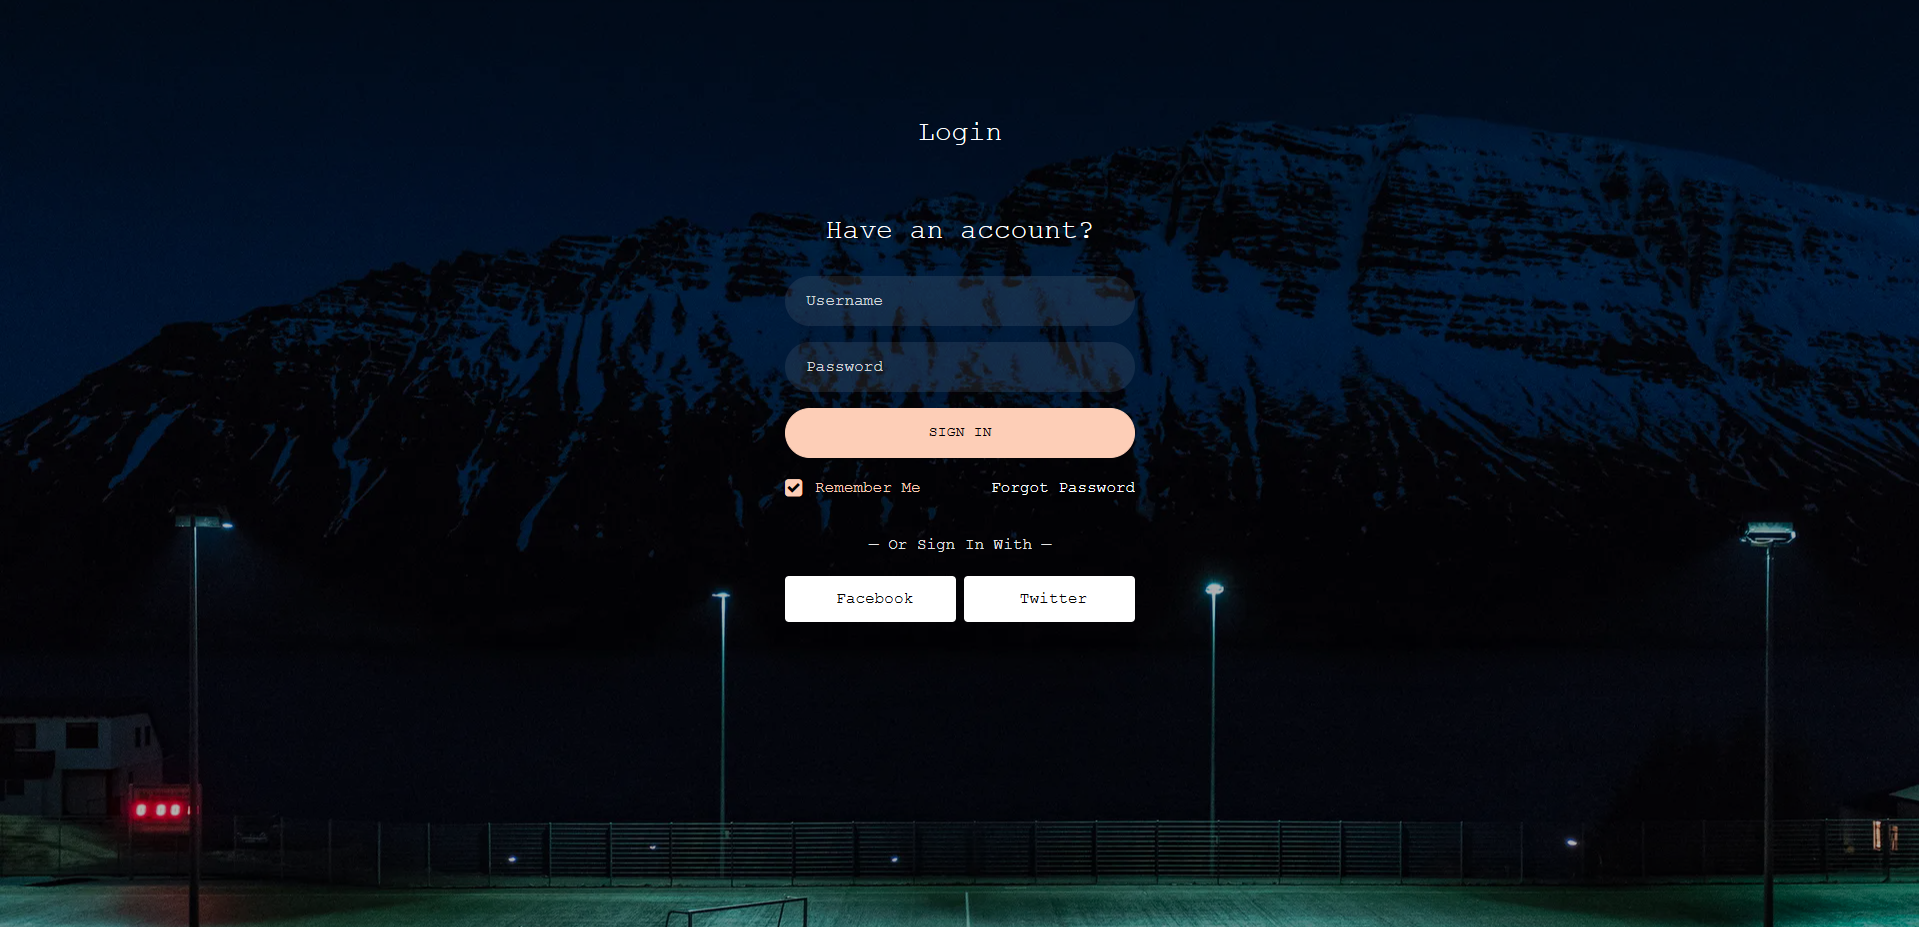 Login
Have an account?
Username
Password
SIGN IN
Remember Me Forgot Password
— Or Sign In With —
Facebook Twitter